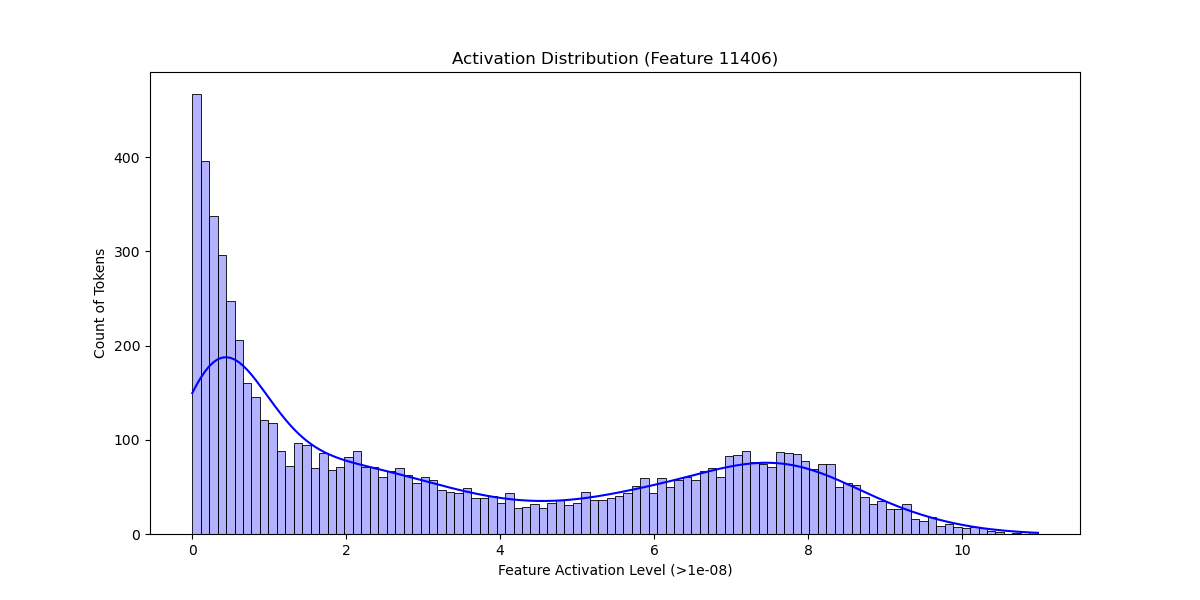 Activation Distribution (Feature 11406)
Count of Tokens
400
300
200
100
0
0 2 4 6 8 10
Feature Activation Level (>1e-08)